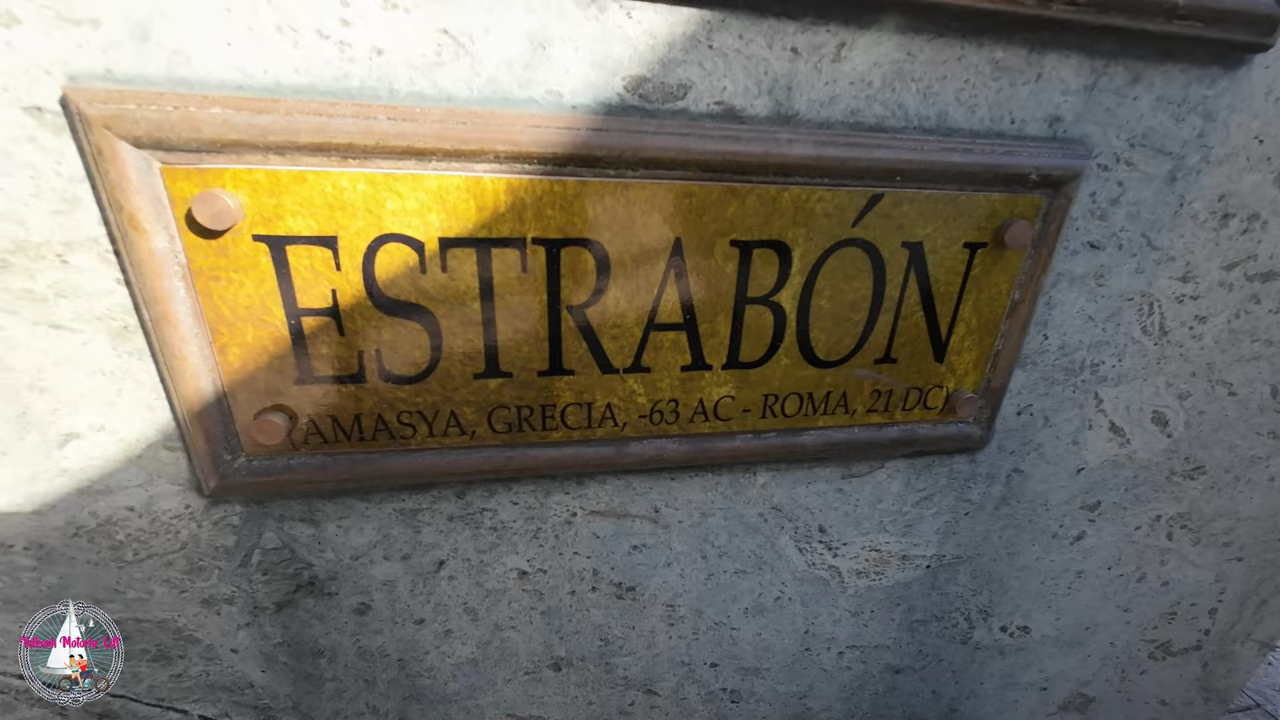 ESTRABÓN
(AMASYA, GRECIA, -63 AC - ROMA, 21 DC)